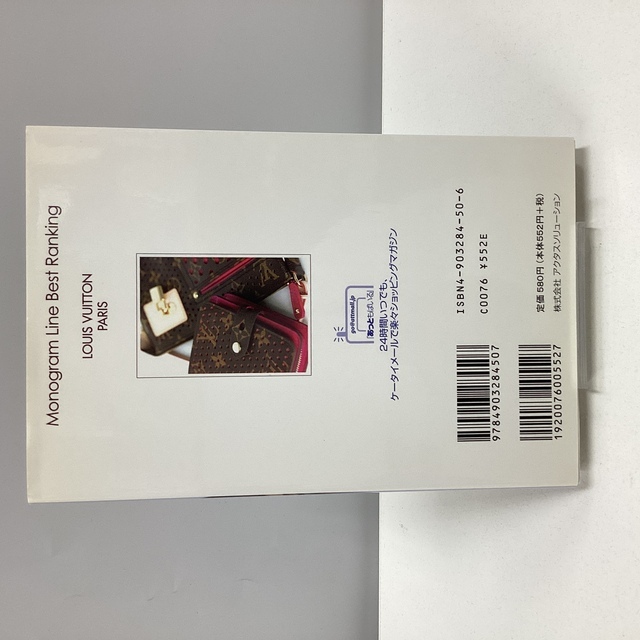 Monogram Line Best Ranking
LOUIS VUITTON
PARIS
go@attmall.jp
あっともばいる
24時間いつでも、
ケータイメールで楽々ショッピングマガジン
ISBN4-903284-50-6
C0076 ¥552E
定価 580円 (本体552円+税)
株式会社 アクタスソリューション
9784903284507
1920076005527